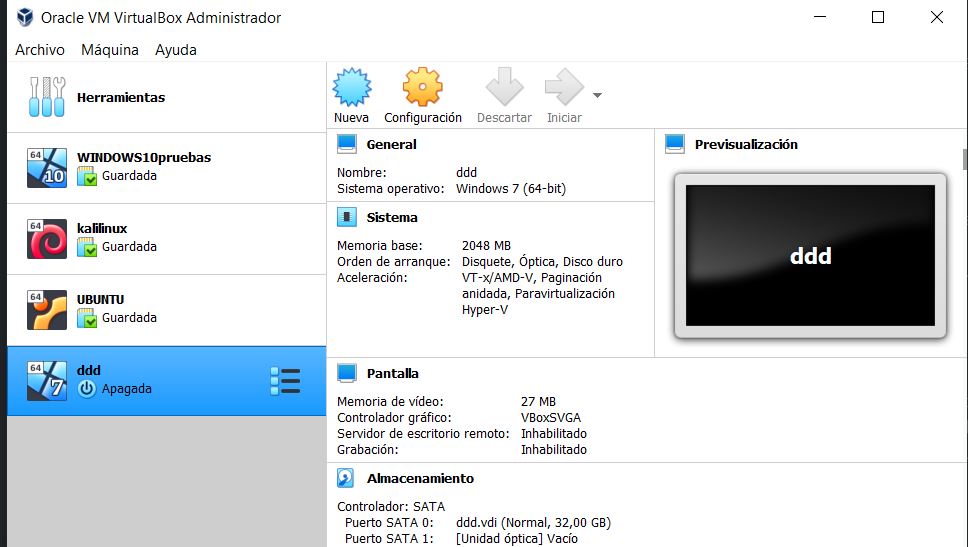 Oracle VM VirtualBox Administrador
Archivo Máquina Ayuda
Herramientas
64 10 WINDOWS10pruebas
Guardada
64 kalilinux
Guardada
64 UBUNTU
Guardada
64 7 ddd
Apagada
Nueva Configuración Descartar Iniciar
General
Nombre: ddd
Sistema operativo: Windows 7 (64-bit)
Sistema
Memoria base: 2048 MB
Orden de arranque: Disquete, Óptica, Disco duro
Aceleración: VT-x/AMD-V, Paginación
anidada, Paravirtualización
Hyper-V
Previsualización
ddd
Pantalla
Memoria de vídeo: 27 MB
Controlador gráfico: VBoxSVGA
Servidor de escritorio remoto: Inhabilitado
Grabación: Inhabilitado
Almacenamiento
Controlador: SATA
Puerto SATA 0: ddd.vdi (Normal, 32,00 GB)
Puerto SATA 1: [Unidad óptica] Vacío